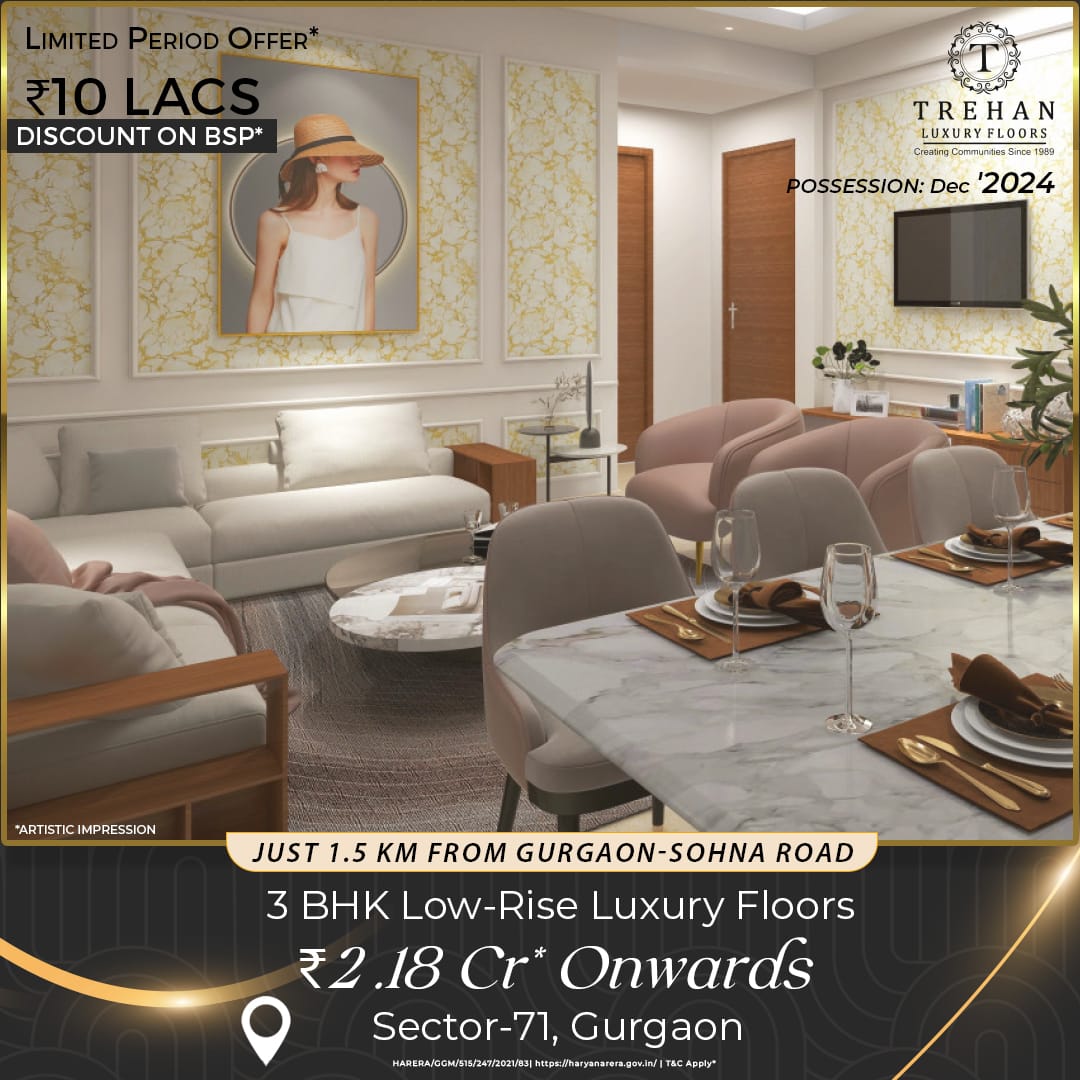 LIMITED PERIOD OFFER*
₹10 LACS
DISCOUNT ON BSP*
T
TREHAN
LUXURY FLOORS
Creating Communities Since 1989
POSSESSION: Dec '2024
*ARTISTIC IMPRESSION
JUST 1.5 KM FROM GURGAON-SOHNA ROAD
3 BHK Low-Rise Luxury Floors
₹2.18 Cr* Onwards
Sector-71, Gurgaon
HARERA/GGM/515/247/2021/83| https://haryanarera.gov.in/ | T&C Apply*